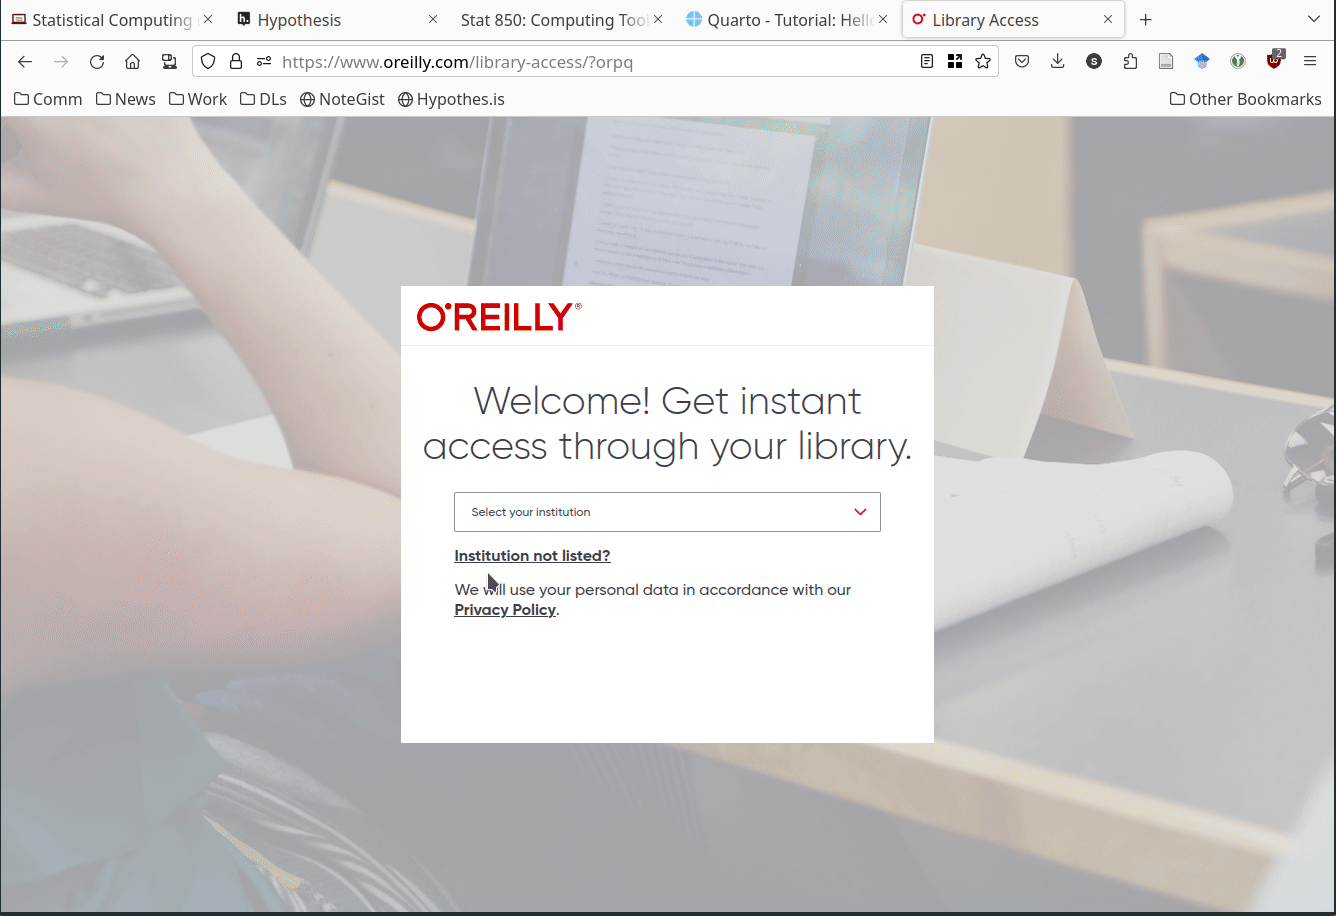 Statistical Computing
Hypothesis
Stat 850: Computing Too
Quarto - Tutorial: Hell
Library Access
https://www.oreilly.com/library-access/?orpq
S
2
Comm
News
Work
DLs
NoteGist
Hypothes.is
Other Bookmarks
O'REILLY®
Welcome! Get instant
access through your library.
Select your institution
Institution not listed?
We will use your personal data in accordance with our
Privacy Policy.